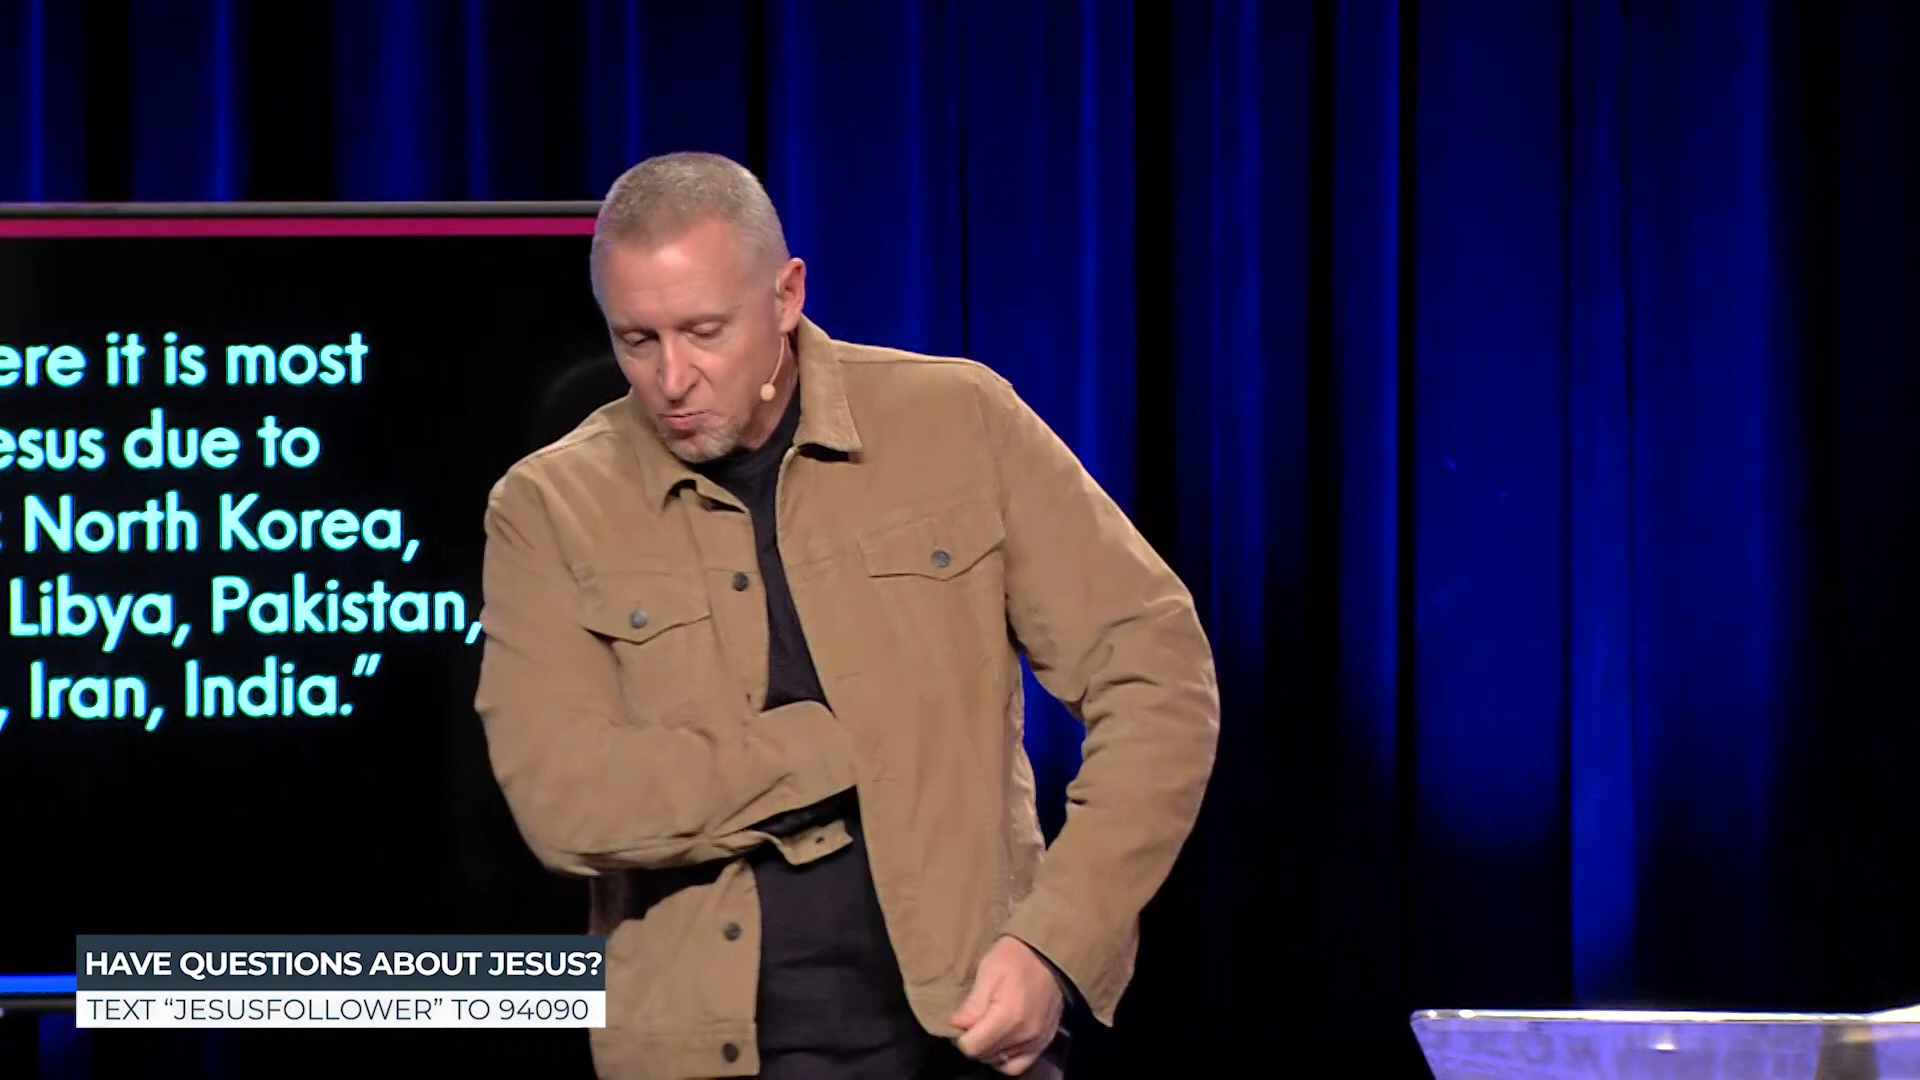 ere it is most
esus due to
: North Korea,
Libya, Pakistan,
, Iran, India.”
HAVE QUESTIONS ABOUT JESUS?
TEXT “JESUSFOLLOWER” TO 94090